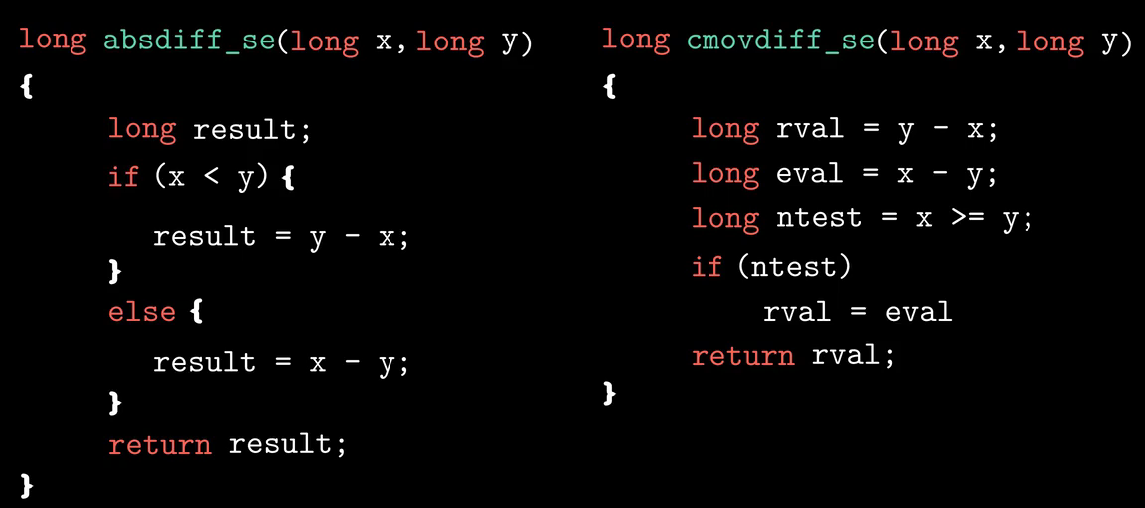 long absdiff_se(long x, long y)
{
long result;
if (x < y) {
result = y - x;
}
else {
result = x - y;
}
return result;
}
long cmovdiff_se(long x, long y)
{
long rval = y - x;
long eval = x - y;
long ntest = x >= y;
if (ntest)
rval = eval
return rval;
}